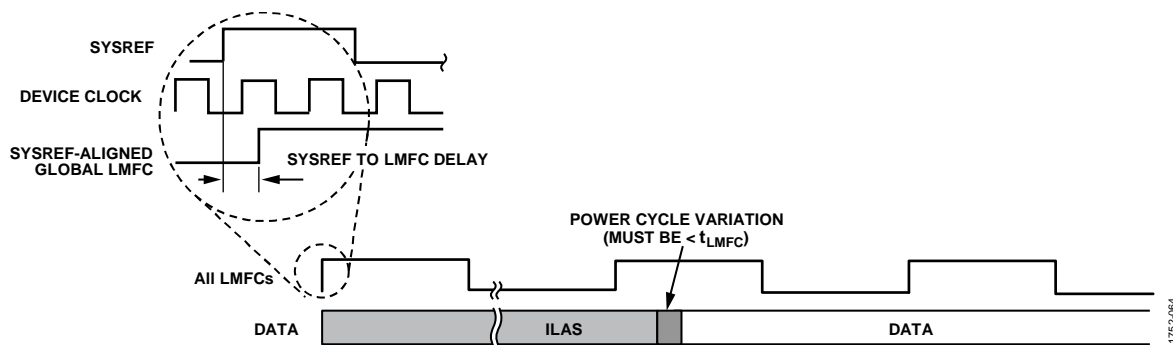 SYSREF
DEVICE CLOCK
SYSREF-ALIGNED
GLOBAL LMFC
SYSREF TO LMFC DELAY
POWER CYCLE VARIATION
(MUST BE < tLMFC)
All LMFCs
DATA
ILAS
DATA